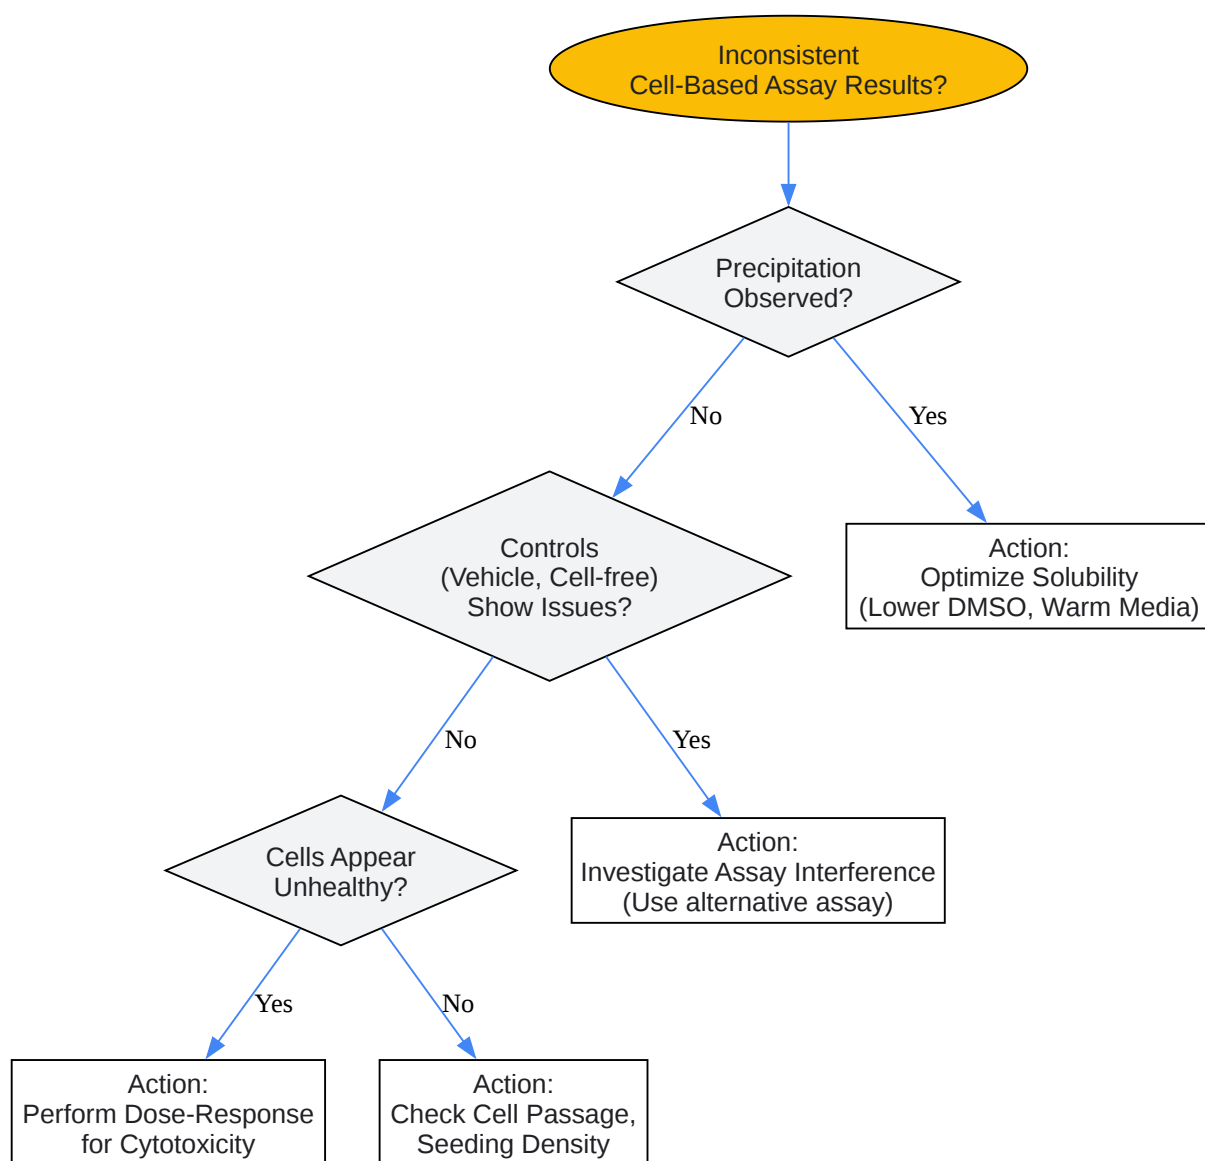 Inconsistent
Cell-Based Assay Results?
Precipitation
Observed?
No
Yes
Controls
(Vehicle, Cell-free)
Show Issues?
Action:
Optimize Solubility
(Lower DMSO, Warm Media)
No
Yes
Cells Appear
Unhealthy?
Action:
Investigate Assay Interference
(Use alternative assay)
Yes
No
Action:
Perform Dose-Response
for Cytotoxicity
Action:
Check Cell Passage,
Seeding Density